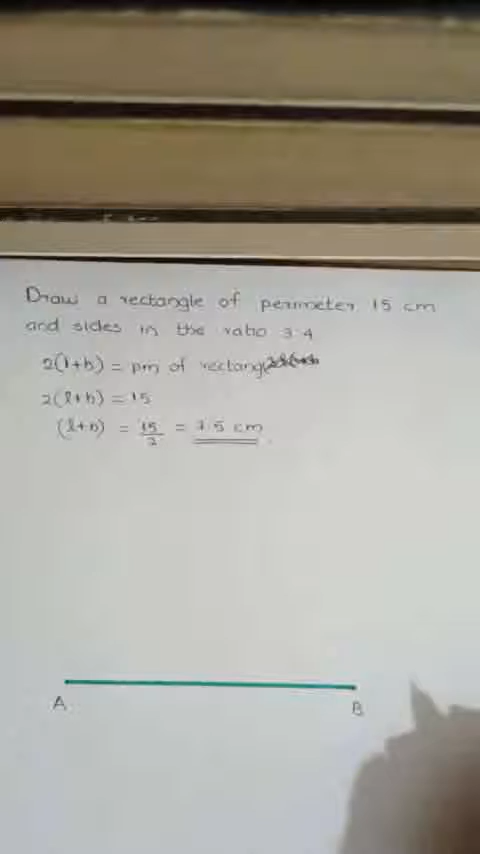 Draw a rectangle of perimeter 15 cm
and sides in the ratio 3:4
2(l+b) = pm of rectangle
2(l+b) = 15
(l+b) = 15/2 = 7.5 cm
A B